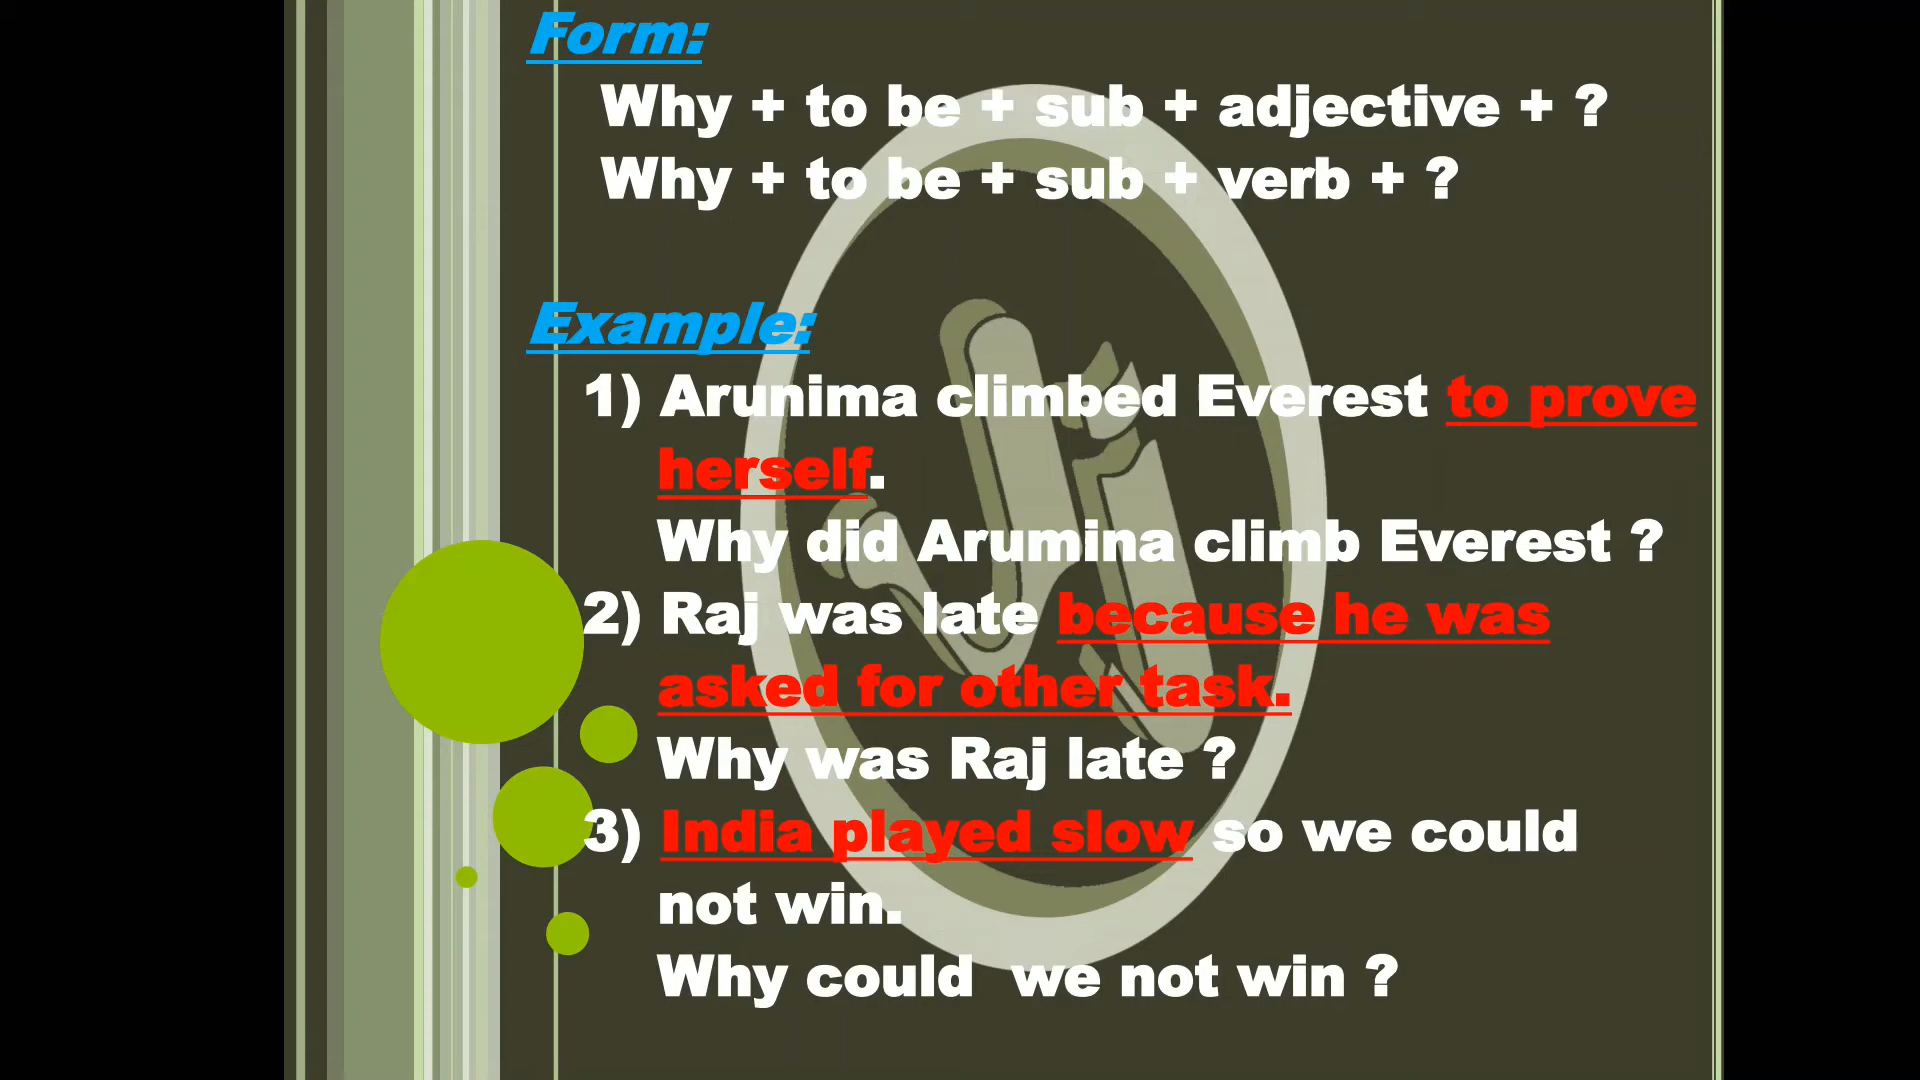 Form:
Why + to be + sub + adjective + ?
Why + to be + sub + verb + ?
Example:
1) Arunima climbed Everest to prove
herself.
Why did Arumina climb Everest ?
2) Raj was late because he was
asked for other task.
Why was Raj late ?
3) India played slow so we could
not win.
Why could  we not win ?